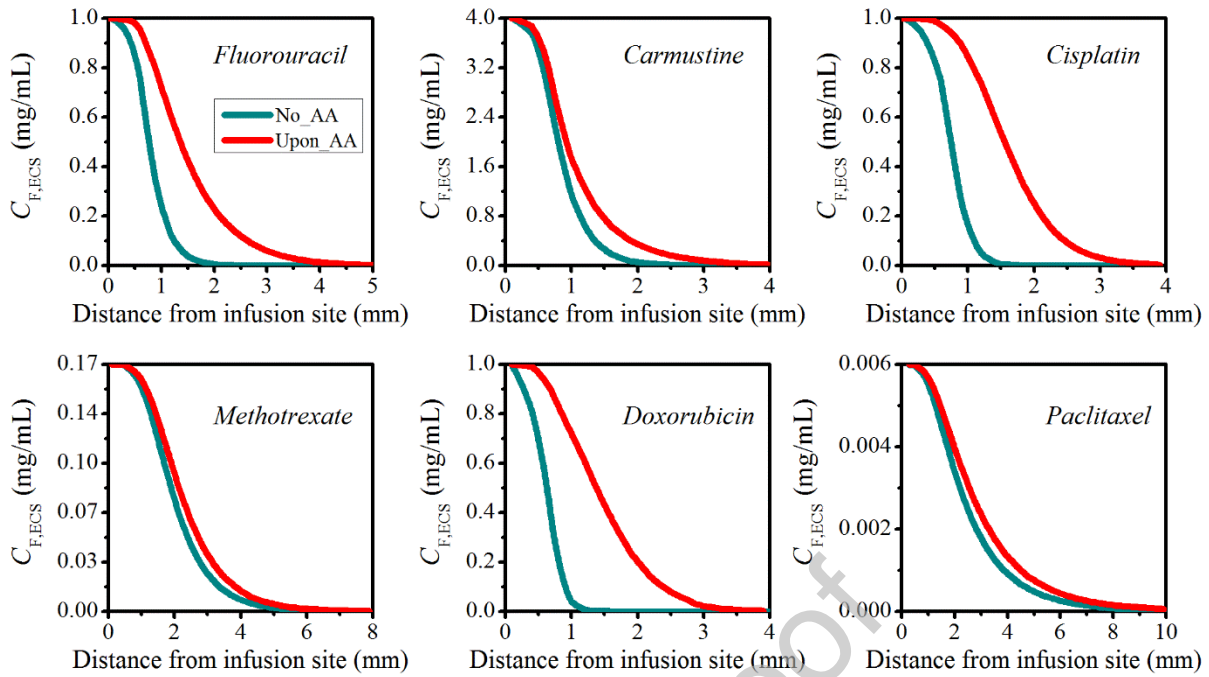 Fluorouracil
No_AA
Upon_AA
C_F,ECS (mg/mL)
1.0
0.8
0.6
0.4
0.2
0.0
0 1 2 3 4 5
Distance from infusion site (mm)
Carmustine
C_F,ECS (mg/mL)
4.0
3.2
2.4
1.6
0.8
0.0
0 1 2 3 4
Distance from infusion site (mm)
Cisplatin
C_F,ECS (mg/mL)
1.0
0.8
0.6
0.4
0.2
0.0
0 1 2 3 4
Distance from infusion site (mm)
Methotrexate
C_F,ECS (mg/mL)
0.17
0.14
0.10
0.07
0.03
0.00
0 2 4 6 8
Distance from infusion site (mm)
Doxorubicin
C_F,ECS (mg/mL)
1.0
0.8
0.6
0.4
0.2
0.0
0 1 2 3 4
Distance from infusion site (mm)
Paclitaxel
C_F,ECS (mg/mL)
0.006
0.004
0.002
0.000
0 2 4 6 8 10
Distance from infusion site (mm)
oof